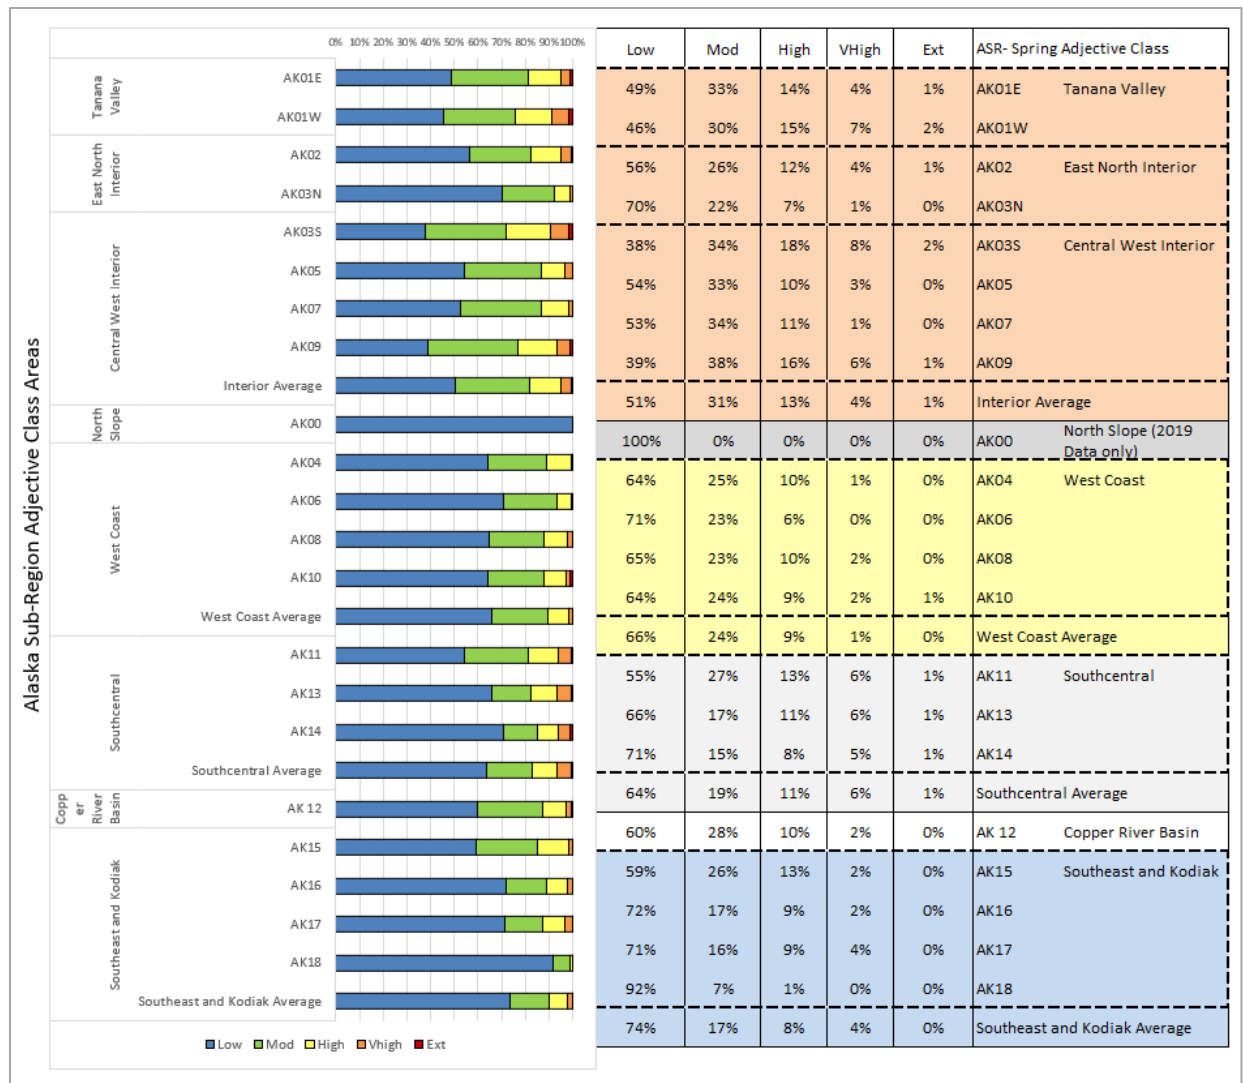 Alaska Sub-Region Adjective Class Areas
0% 10% 20% 30% 40% 50% 60% 70% 80% 90% 100%
Tanana
Valley
AK01E
AK01W
East North
Interior
AK02
AK03N
Central West Interior
AK03S
AK05
AK07
AK09
Interior Average
North
Slope
AK00
West Coast
AK04
AK06
AK08
AK10
West Coast Average
Southcentral
AK11
AK13
AK14
Southcentral Average
Copp
er
River
Basin
AK 12
Southeast and Kodiak
AK15
AK16
AK17
AK18
Southeast and Kodiak Average
Low Mod High Vhigh Ext
Low Mod High VHigh Ext ASR- Spring Adjective Class
49% 33% 14% 4% 1% AK01E Tanana Valley
46% 30% 15% 7% 2% AK01W
56% 26% 12% 4% 1% AK02 East North Interior
70% 22% 7% 1% 0% AK03N
38% 34% 18% 8% 2% AK03S Central West Interior
54% 33% 10% 3% 0% AK05
53% 34% 11% 1% 0% AK07
39% 38% 16% 6% 1% AK09
51% 31% 13% 4% 1% Interior Average
100% 0% 0% 0% 0% AK00 North Slope (2019
Data only)
64% 25% 10% 1% 0% AK04 West Coast
71% 23% 6% 0% 0% AK06
65% 23% 10% 2% 0% AK08
64% 24% 9% 2% 1% AK10
66% 24% 9% 1% 0% West Coast Average
55% 27% 13% 6% 1% AK11 Southcentral
66% 17% 11% 6% 1% AK13
71% 15% 8% 5% 1% AK14
64% 19% 11% 6% 1% Southcentral Average
60% 28% 10% 2% 0% AK 12 Copper River Basin
59% 26% 13% 2% 0% AK15 Southeast and Kodiak
72% 17% 9% 2% 0% AK16
71% 16% 9% 4% 0% AK17
92% 7% 1% 0% 0% AK18
74% 17% 8% 4% 0% Southeast and Kodiak Average